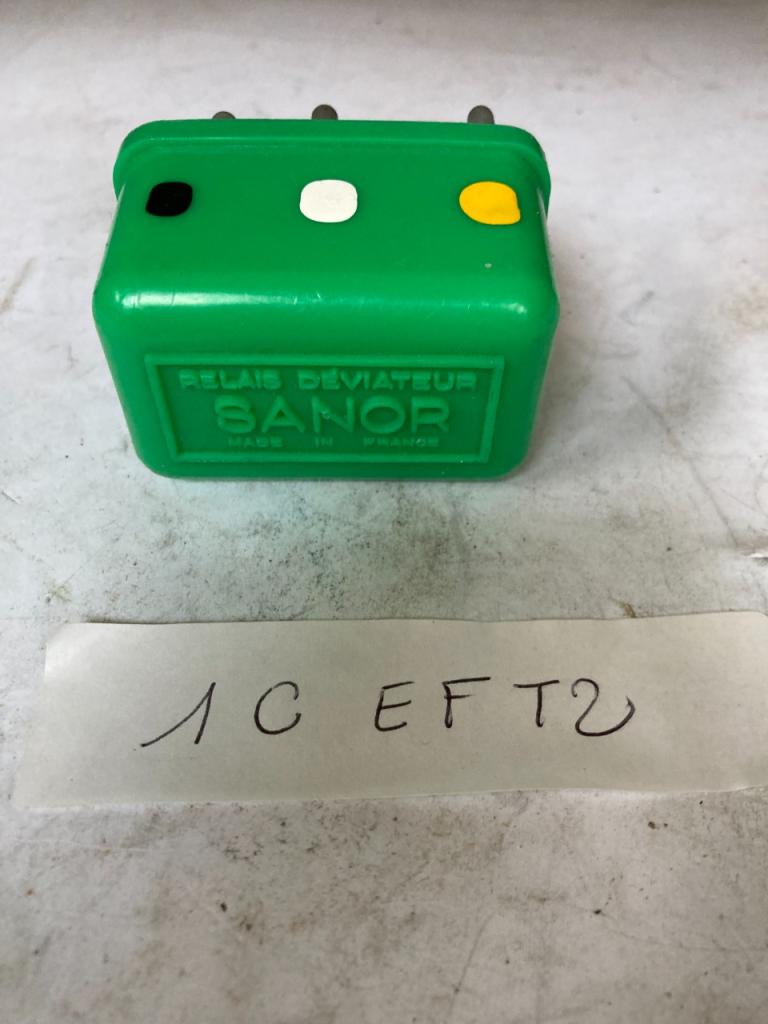 RELAIS DÉVIATEUR
SANOR
MADE IN FRANCE
1C EFT2